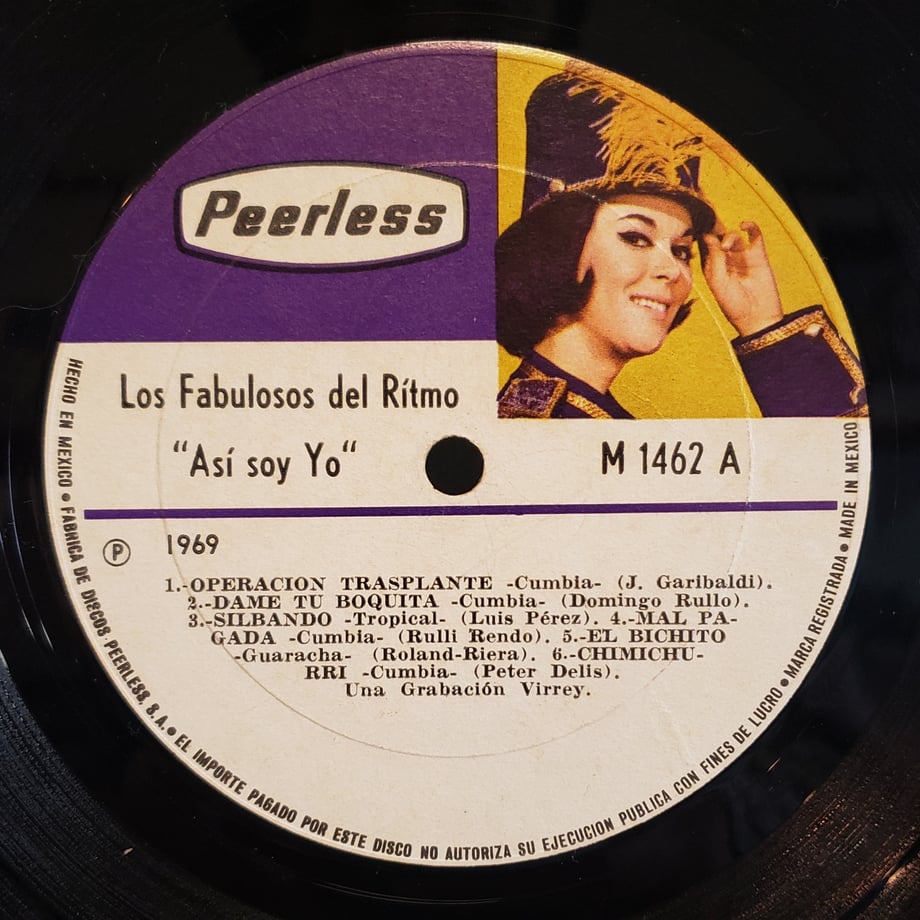 Peerless
Los Fabulosos del Rítmo
"Así soy Yo"
M 1462 A
Ⓟ 1969
1.-OPERACION TRASPLANTE -Cumbia- (J. Garibaldi).
2.-DAME TU BOQUITA -Cumbia- (Domingo Rullo).
3.-SILBANDO -Tropical- (Luis Pérez). 4.-MAL PA-
GADA -Cumbia- (Rulli Rendo). 5.-EL BICHITO
-Guaracha- (Roland-Riera). 6.-CHIMICHU-
RRI -Cumbia- (Peter Delis).
Una Grabación Virrey.
HECHO EN MEXICO • FABRICA DE DISCOS PEERLESS, S.A. • EL IMPORTE PAGADO POR ESTE DISCO NO AUTORIZA SU EJECUCION PUBLICA CON FINES DE LUCRO • MARCA REGISTRADA • MADE IN MEXICO